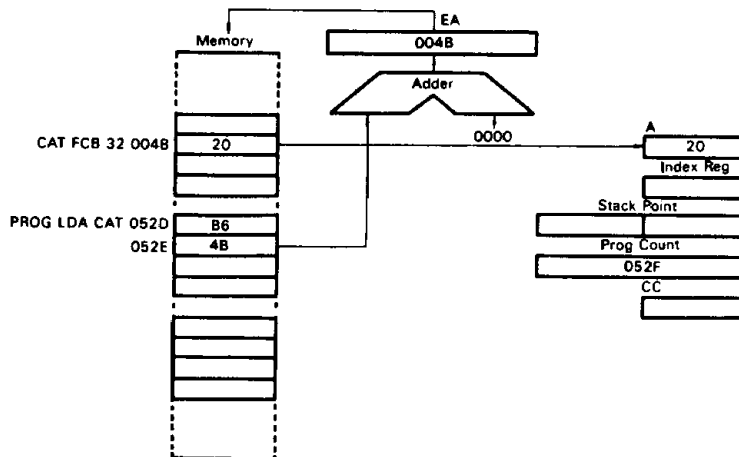 EA
Memory
004B
Adder
0000
A
CAT FCB 32 004B
20
20
Index Reg
Stack Point
PROG LDA CAT 052D
B6
052E
4B
Prog Count
052F
CC